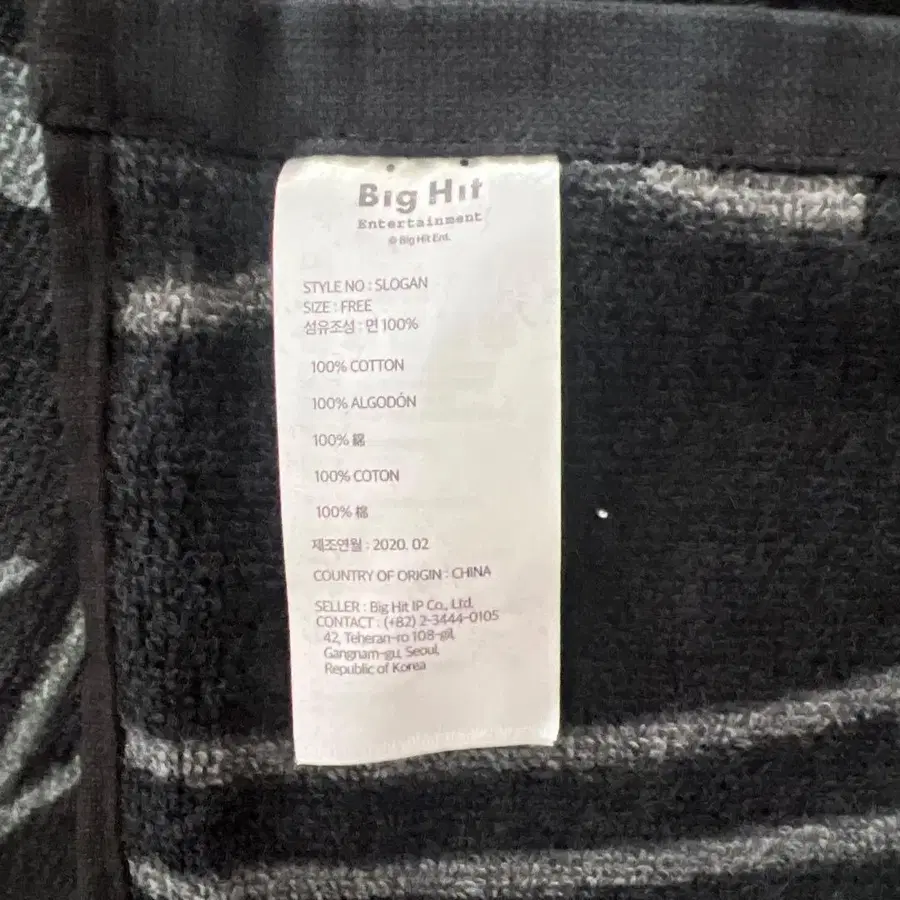 Big Hit
Entertainment
© Big Hit Ent.
STYLE NO : SLOGAN
SIZE : FREE
섬유조성 : 면 100%
100% COTTON
100% ALGODÓN
100% 綿
100% COTON
100% 棉
제조연월 : 2020. 02
COUNTRY OF ORIGIN : CHINA
SELLER : Big Hit IP Co., Ltd.
CONTACT : (+82) 2-3444-0105
42, Teheran-ro 108-gil,
Gangnam-gu, Seoul,
Republic of Korea